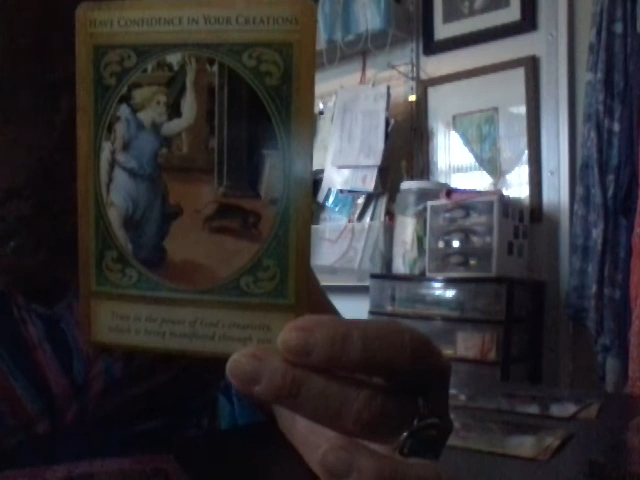 HAVE CONFIDENCE IN YOUR CREATIONS
Trust in the power of God's creativity,
which is being manifested through you